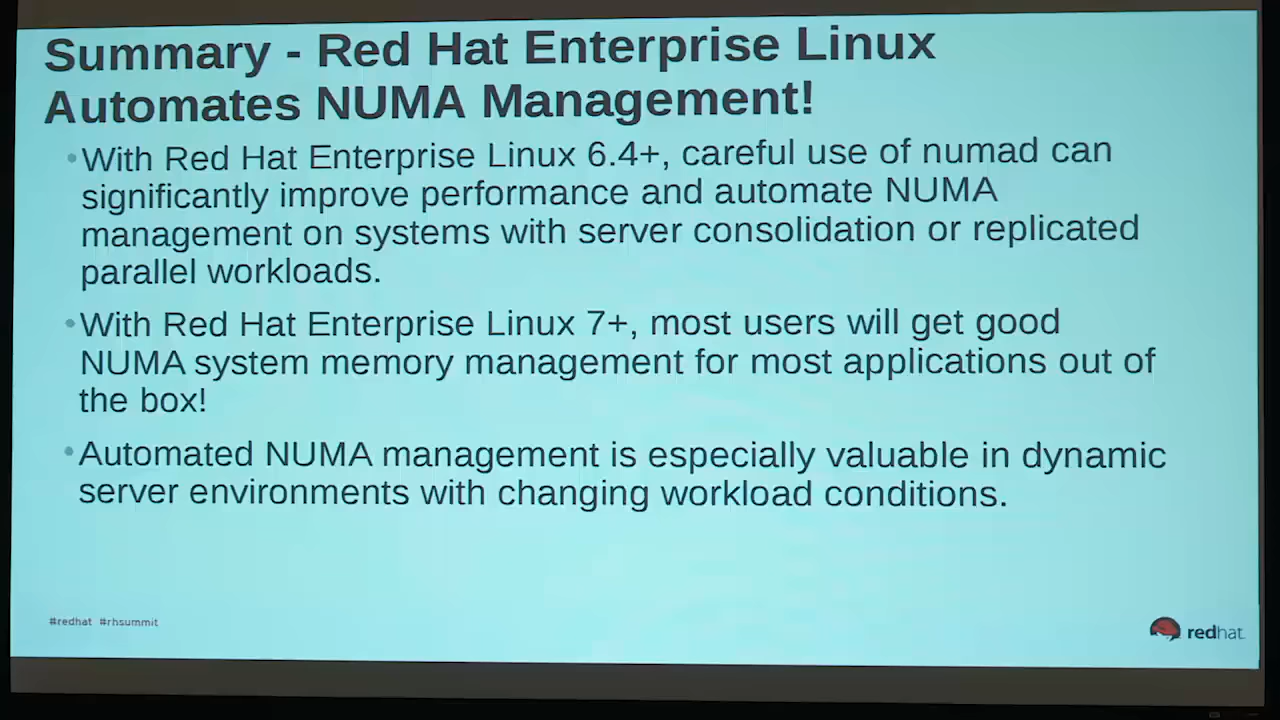 Summary - Red Hat Enterprise Linux
Automates NUMA Management!
•With Red Hat Enterprise Linux 6.4+, careful use of numad can
significantly improve performance and automate NUMA
management on systems with server consolidation or replicated
parallel workloads.
•With Red Hat Enterprise Linux 7+, most users will get good
NUMA system memory management for most applications out of
the box!
•Automated NUMA management is especially valuable in dynamic
server environments with changing workload conditions.
#redhat #rhsummit
redhat.